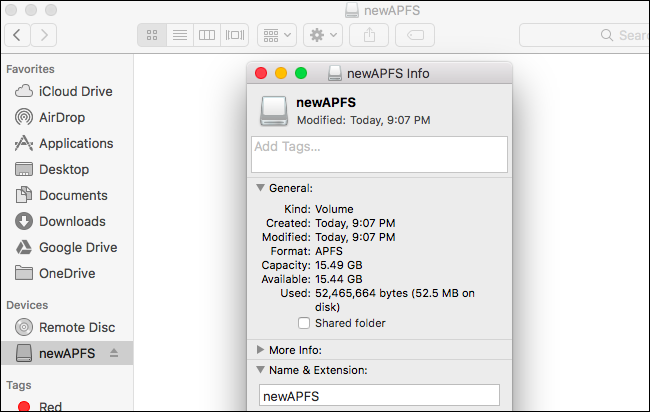 newAPFS
Sear
Favorites
iCloud Drive
AirDrop
Applications
Desktop
Documents
Downloads
Google Drive
OneDrive
Devices
Remote Disc
newAPFS
Tags
Red
newAPFS Info
newAPFS
Modified: Today, 9:07 PM
Add Tags...
General:
Kind: Volume
Created: Today, 9:07 PM
Modified: Today, 9:07 PM
Format: APFS
Capacity: 15.49 GB
Available: 15.44 GB
Used: 52,465,664 bytes (52.5 MB on
disk)
Shared folder
More Info:
Name & Extension:
newAPFS